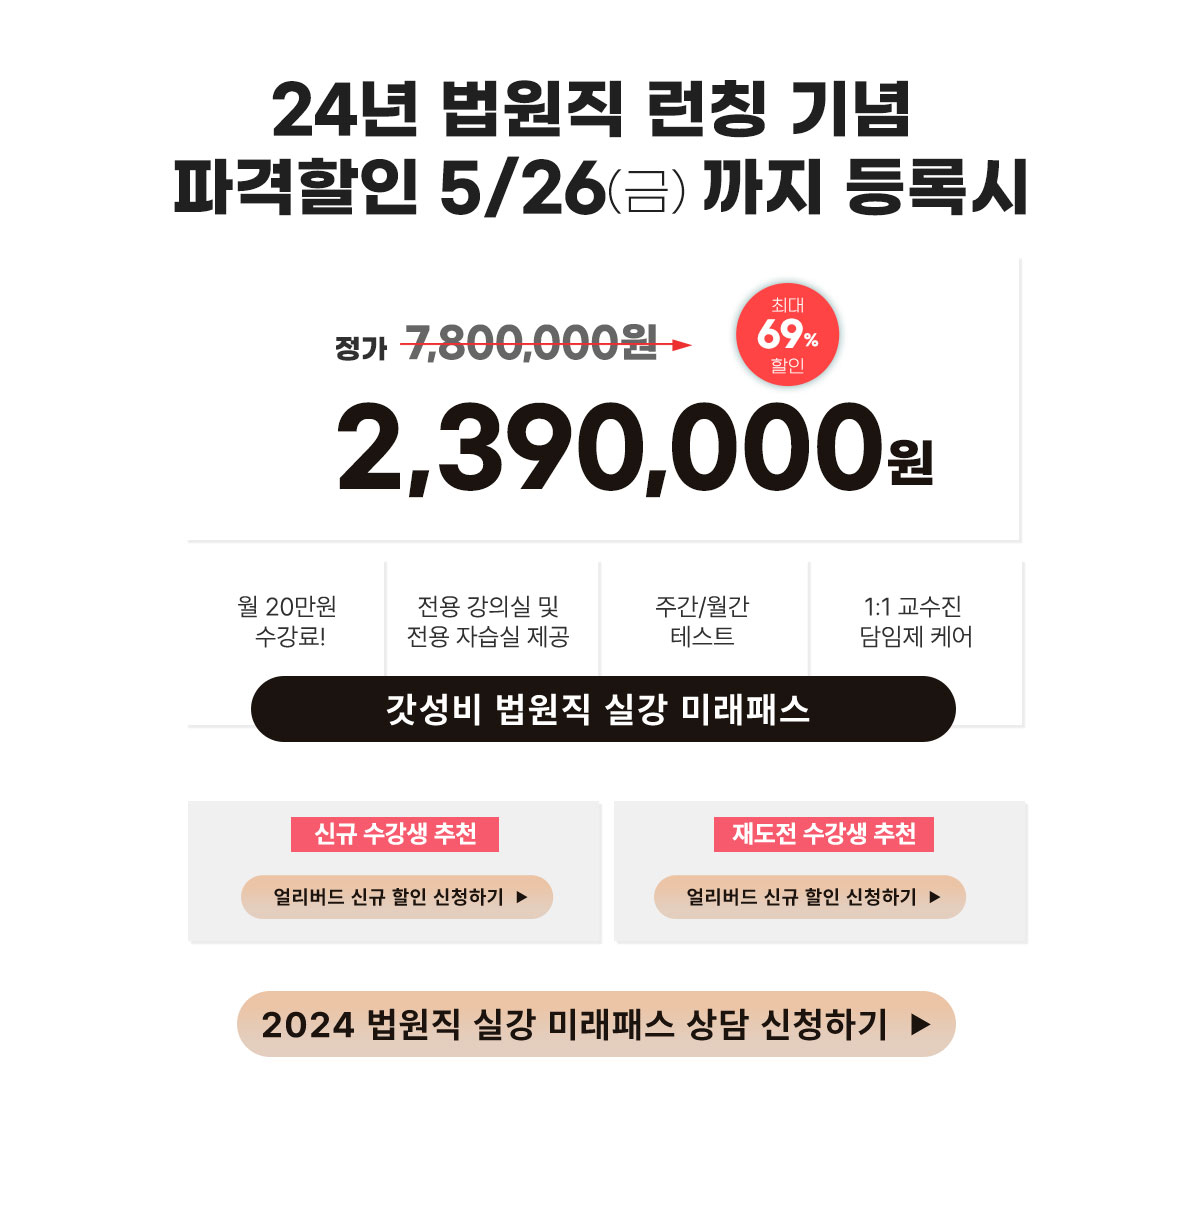 24년 법원직 런칭 기념
파격할인 5/26(금) 까지 등록시
정가 7,800,000원
최대
69%
할인
2,390,000원
월 20만원
수강료!
전용 강의실 및
전용 자습실 제공
주간/월간
테스트
1:1 교수진
담임제 케어
갓성비 법원직 실강 미래패스
신규 수강생 추천
얼리버드 신규 할인 신청하기 ▶
재도전 수강생 추천
얼리버드 신규 할인 신청하기 ▶
2024 법원직 실강 미래패스 상담 신청하기 ▶